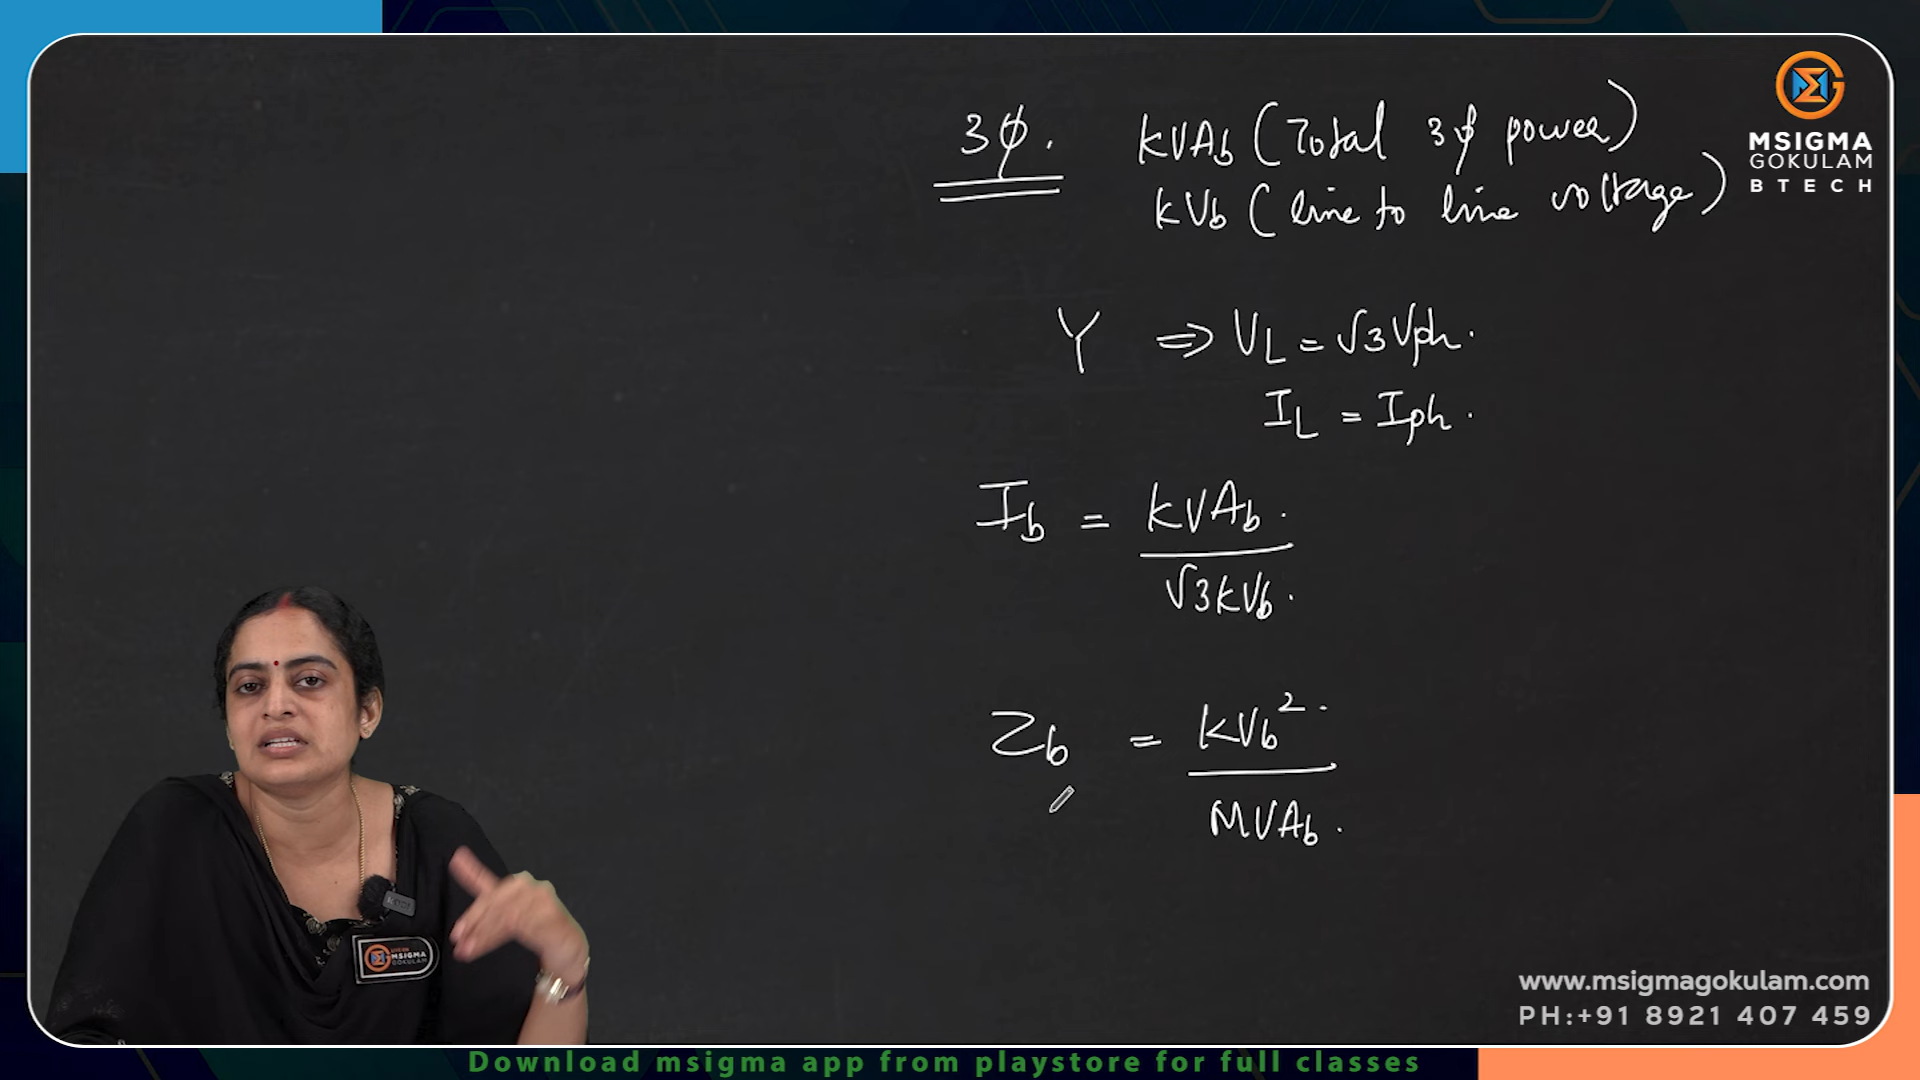 3ϕ. KVAb (Total 3ϕ power)
KVb (line to line voltage)
Y ⇒ VL = √3 Vph.
IL = Iph.
Ib = KVAb.
√3 KVb.
Zb = KVb².
MVAb.
MSIGMA
GOKULAM
BTECH
MSIGMA
GOKULAM
www.msigmagokulam.com
PH:+91 8921 407 459
Download msigma app from playstore for full classes